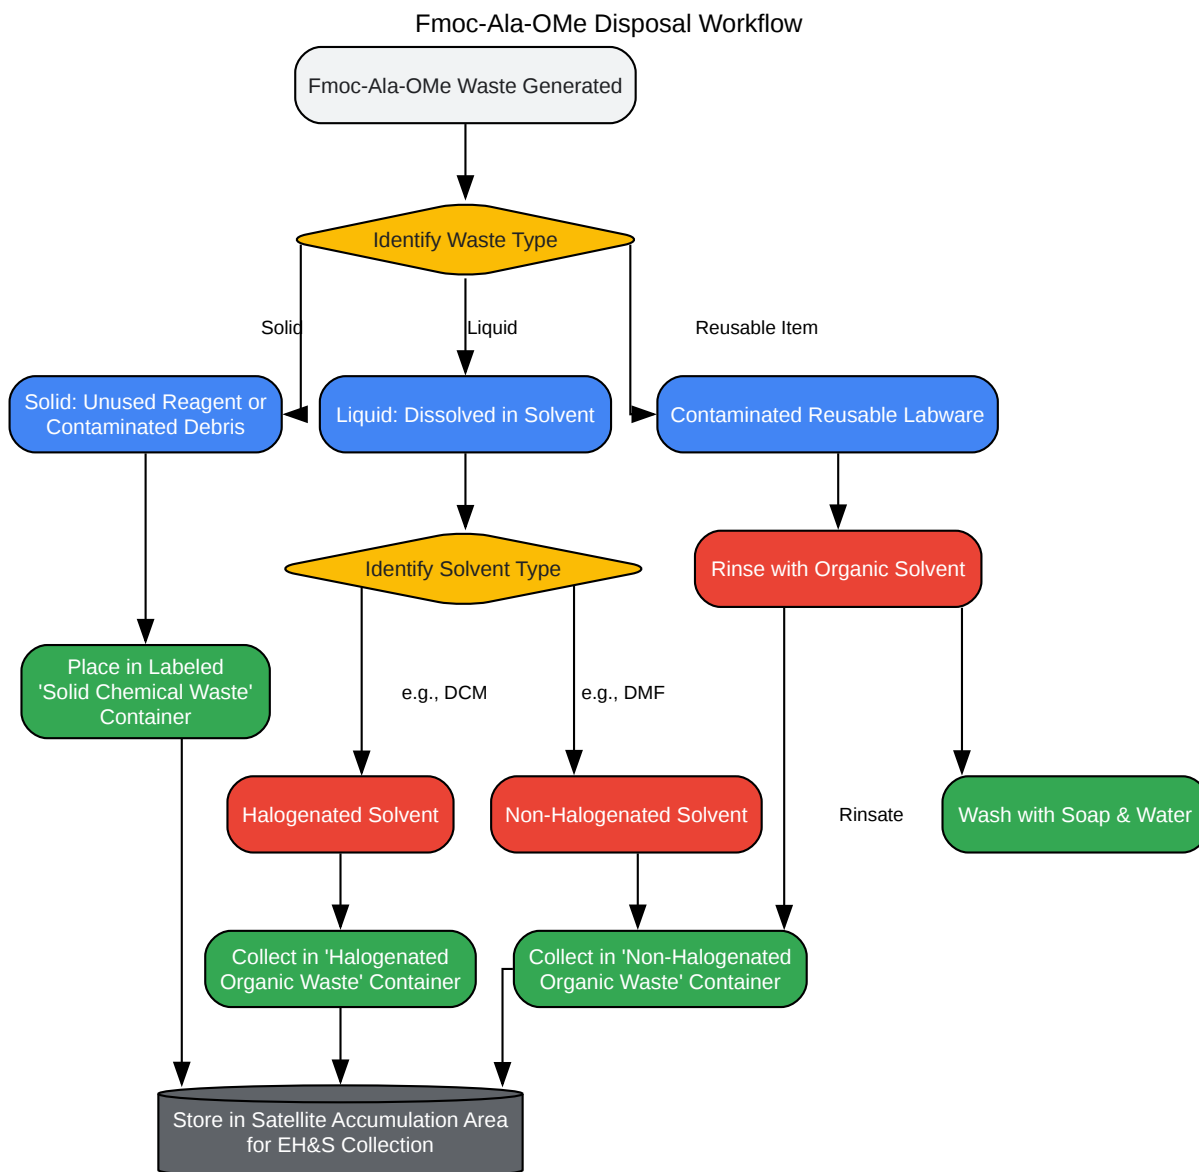 Fmoc-Ala-OMe Disposal Workflow
Fmoc-Ala-OMe Waste Generated
Identify Waste Type
Solid
Liquid
Reusable Item
Solid: Unused Reagent or
Contaminated Debris
Liquid: Dissolved in Solvent
Contaminated Reusable Labware
Identify Solvent Type
Rinse with Organic Solvent
Place in Labeled
'Solid Chemical Waste'
Container
e.g., DCM
e.g., DMF
Halogenated Solvent
Non-Halogenated Solvent
Rinsate
Wash with Soap & Water
Collect in 'Halogenated
Organic Waste' Container
Collect in 'Non-Halogenated
Organic Waste' Container
Store in Satellite Accumulation Area
for EH&S Collection